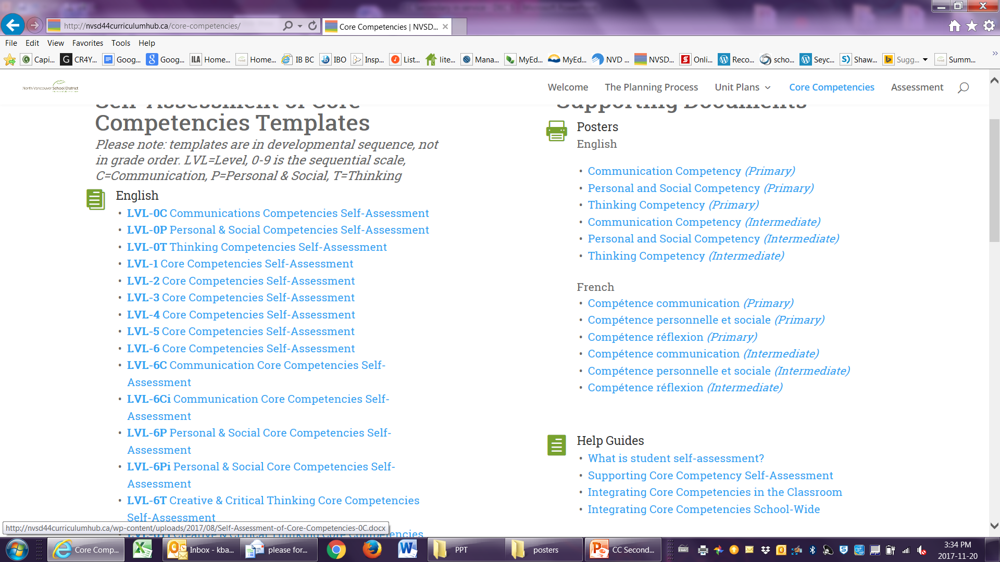 http://nvsd44curriculumhub.ca/core-competencies/
Core Competencies | NVSD...
File Edit View Favorites Tools Help
Capi... CR4Y... Goog... Goog... Home... Home... IB BC IBO Insp... List... lite... Mana... MyEd... MyEd... NVD ... NVSD... Onli... Reco... scho... Seyc... Shaw... Sugg... Summ...
North Vancouver School District
Welcome The Planning Process Unit Plans Core Competencies Assessment
Self-Assessment of Core
Competencies Templates
Please note: templates are in developmental sequence, not
in grade order. LVL=Level, 0-9 is the sequential scale,
C=Communication, P=Personal & Social, T=Thinking
English
• LVL-0C Communications Competencies Self-Assessment
• LVL-0P Personal & Social Competencies Self-Assessment
• LVL-0T Thinking Competencies Self-Assessment
• LVL-1 Core Competencies Self-Assessment
• LVL-2 Core Competencies Self-Assessment
• LVL-3 Core Competencies Self-Assessment
• LVL-4 Core Competencies Self-Assessment
• LVL-5 Core Competencies Self-Assessment
• LVL-6 Core Competencies Self-Assessment
• LVL-6C Communication Core Competencies Self-
Assessment
• LVL-6Ci Communication Core Competencies Self-
Assessment
• LVL-6P Personal & Social Core Competencies Self-
Assessment
• LVL-6Pi Personal & Social Core Competencies Self-
Assessment
• LVL-6T Creative & Critical Thinking Core Competencies
Self-Assessment
Supporting Documents
Posters
English
• Communication Competency (Primary)
• Personal and Social Competency (Primary)
• Thinking Competency (Primary)
• Communication Competency (Intermediate)
• Personal and Social Competency (Intermediate)
• Thinking Competency (Intermediate)
French
• Compétence communication (Primary)
• Compétence personnelle et sociale (Primary)
• Compétence réflexion (Primary)
• Compétence communication (Intermediate)
• Compétence personnelle et sociale (Intermediate)
• Compétence réflexion (Intermediate)
Help Guides
• What is student self-assessment?
• Supporting Core Competency Self-Assessment
• Integrating Core Competencies in the Classroom
• Integrating Core Competencies School-Wide
http://nvsd44curriculumhub.ca/wp-content/uploads/2017/08/Self-Assessment-of-Core-Competencies-0C.docx
Core Comp... Inbox - kba... please for... PPT posters CC Second...
3:34 PM
2017-11-20